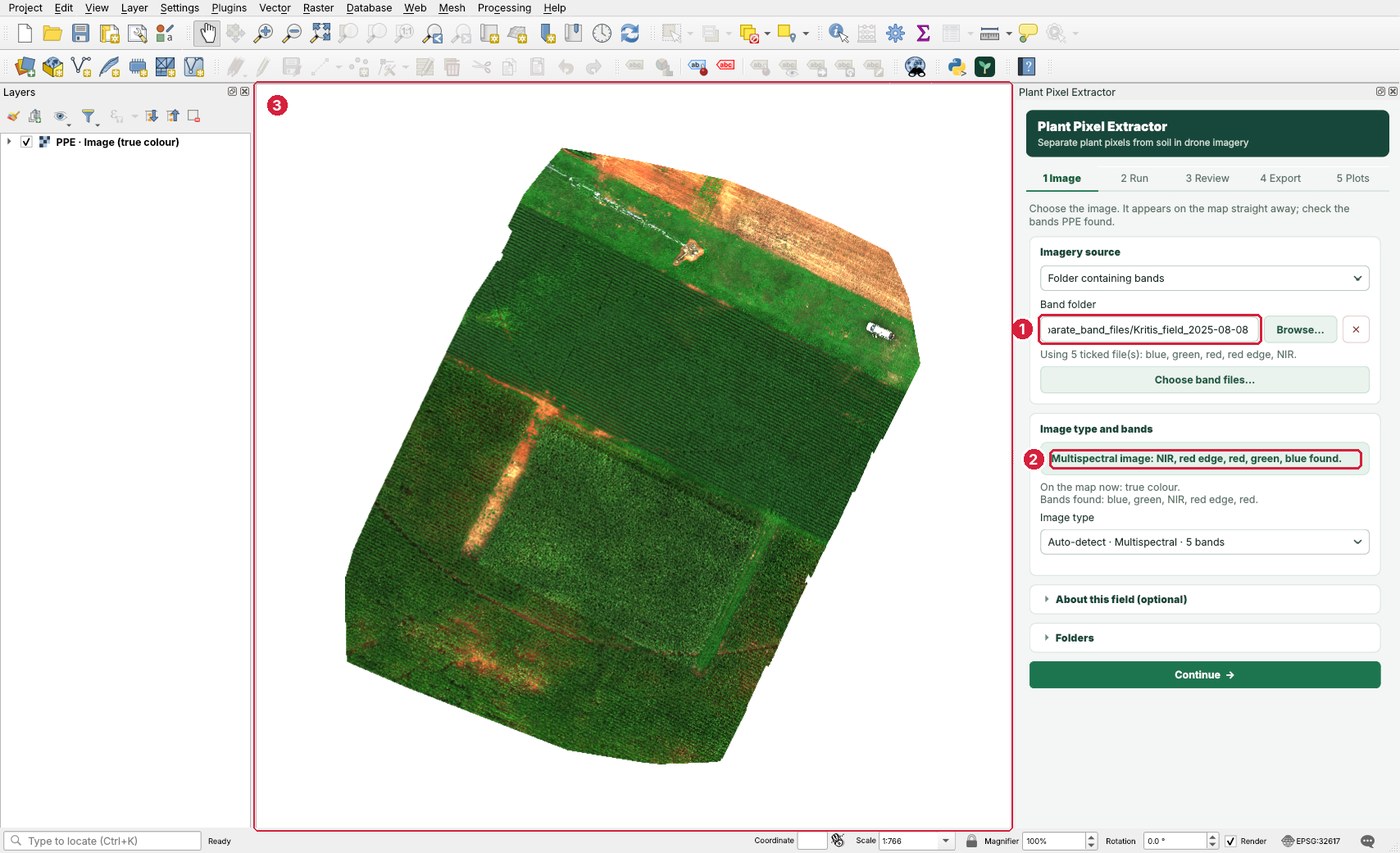 Project Edit View Layer Settings Plugins Vector Raster Database Web Mesh Processing Help
Layers
PPE · Image (true colour)
3
Plant Pixel Extractor
Plant Pixel Extractor
Separate plant pixels from soil in drone imagery
1 Image 2 Run 3 Review 4 Export 5 Plots
Choose the image. It appears on the map straight away; check the
bands PPE found.
Imagery source
Folder containing bands
Band folder
1
arate_band_files/Kritis_field_2025-08-08
Browse...
Using 5 ticked file(s): blue, green, red, red edge, NIR.
Choose band files...
Image type and bands
2
Multispectral image: NIR, red edge, red, green, blue found.
On the map now: true colour.
Bands found: blue, green, NIR, red edge, red.
Image type
Auto-detect · Multispectral · 5 bands
About this field (optional)
Folders
Continue →
Type to locate (Ctrl+K) Ready Coordinate Scale 1:766 Magnifier 100% Rotation 0.0 ° Render EPSG:32617